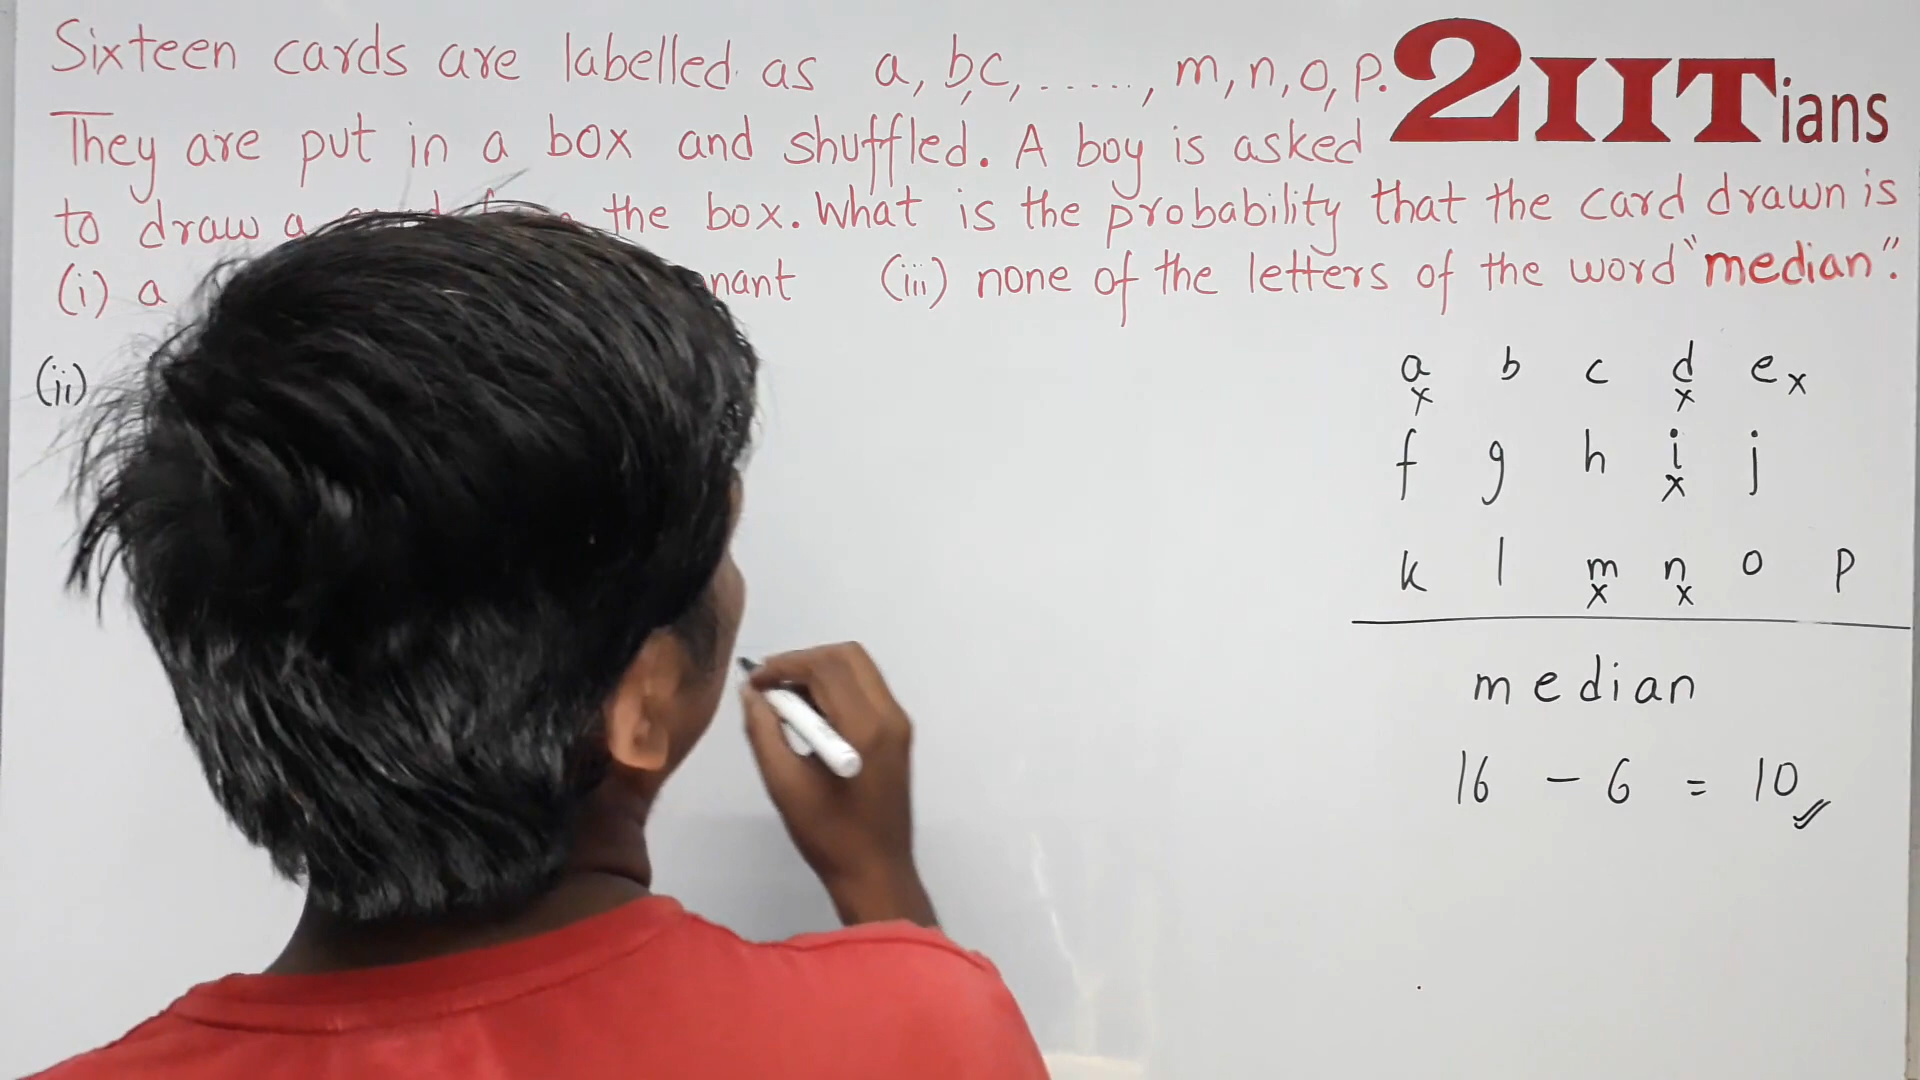 Sixteen cards are labelled as a, b, c, ....., m, n, o, p.
2IITians
They are put in a box and shuffled. A boy is asked
to draw a the box. What is the probability that the card drawn is
(i) a nant (iii) none of the letters of the word "median".
(ii)
a b c d e x
x x
f g h i j
x
k l m n o p
x x
median
16 - 6 = 10